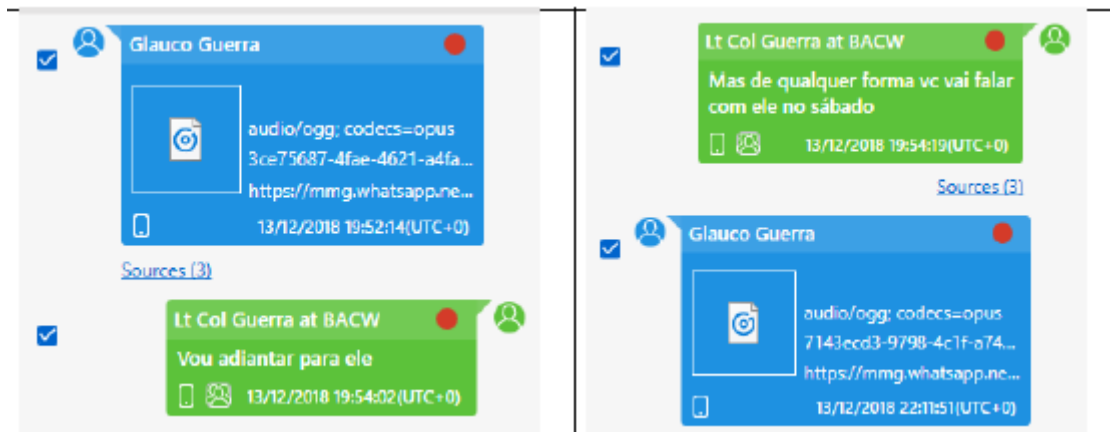 Glauco Guerra
audio/ogg; codecs=opus
3ce75687-4fae-4621-a4fa...
https://mmg.whatsapp.ne...
13/12/2018 19:52:14(UTC+0)
Sources (3)
Lt Col Guerra at BACW
Vou adiantar para ele
13/12/2018 19:54:02(UTC+0)
Lt Col Guerra at BACW
Mas de qualquer forma vc vai falar
com ele no sábado
13/12/2018 19:54:19(UTC+0)
Sources (3)
Glauco Guerra
audio/ogg; codecs=opus
7143ecd3-9798-4c1f-a74...
https://mmg.whatsapp.ne...
13/12/2018 22:11:51(UTC+0)